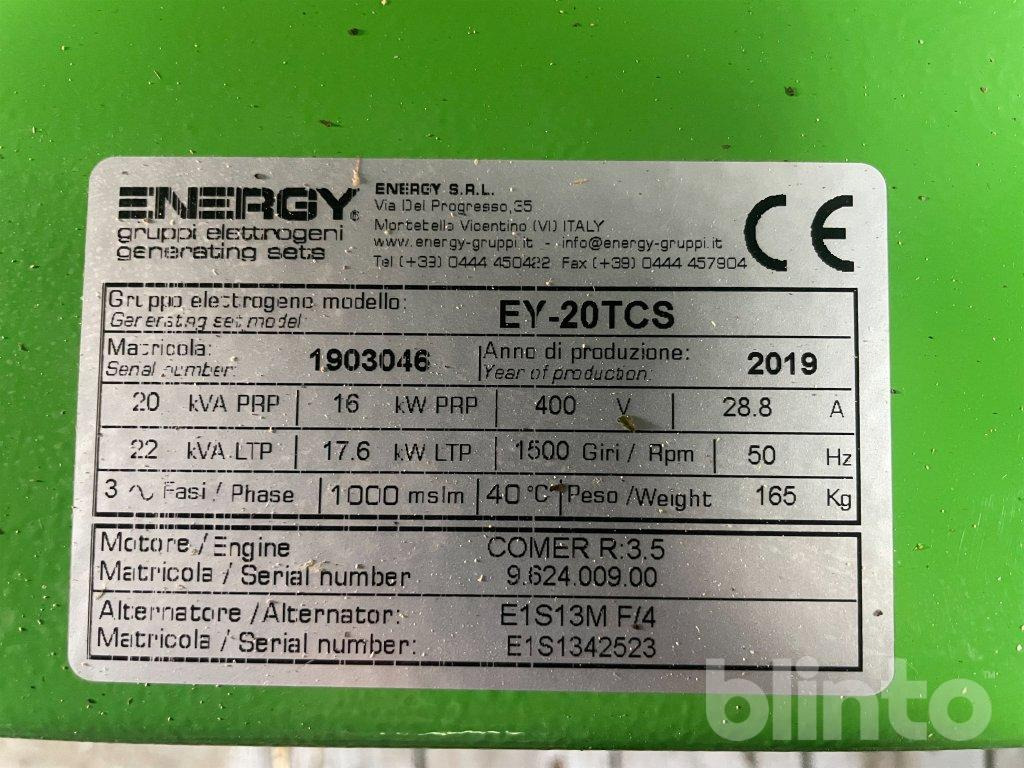 ENERGY®
gruppi elettrogeni
generating sets
ENERGY S.R.L.
Via Del Progresso,35
Montebello Vicentino (VI) ITALY
www.energy-gruppi.it - info@energy-gruppi.it
Tel (+39) 0444 450422 Fax (+39) 0444 457904
CE
Gruppo elettrogeno modello: EY-20TCS
Generating set model
Matricola: 1903046 Anno di produzione: 2019
Serial number: Year of production:
20 kVA PRP 16 kW PRP 400 V 28.8 A
22 kVA LTP 17.6 kW LTP 1500 Giri / Rpm 50 Hz
3 ∿ Fasi / Phase 1000 mslm 40 °C Peso /Weight 165 Kg
Motore / Engine COMER R:3.5
Matricola / Serial number 9.624.009.00
Alternatore /Alternator: E1S13M F/4
Matricola / Serial number: E1S1342523
blinto™